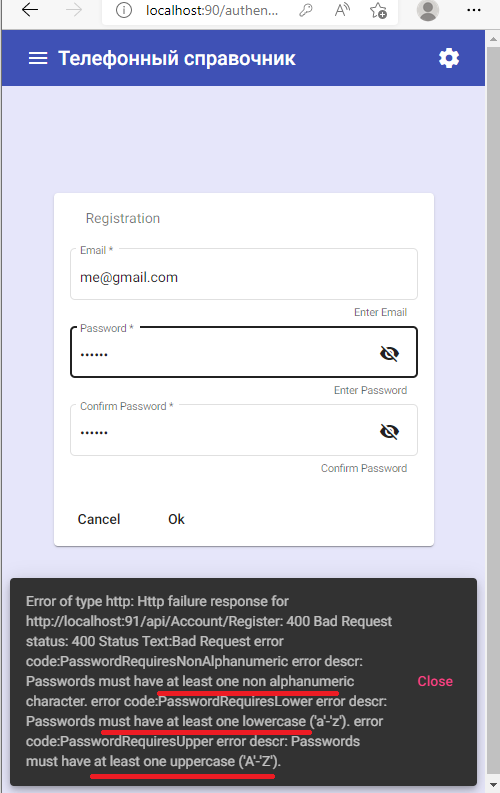 localhost:90/authen...
Телефонный справочник
Registration
Email *
me@gmail.com
Enter Email
Password *
••••••
Enter Password
Confirm Password *
••••••
Confirm Password
Cancel Ok
Error of type http: Http failure response for
http://localhost:91/api/Account/Register: 400 Bad Request
status: 400 Status Text:Bad Request error
code:PasswordRequiresNonAlphanumeric error descr:
Passwords must have at least one non alphanumeric
character. error code:PasswordRequiresLower error descr:
Passwords must have at least one lowercase ('a'-'z'). error
code:PasswordRequiresUpper error descr: Passwords
must have at least one uppercase ('A'-'Z').
Close